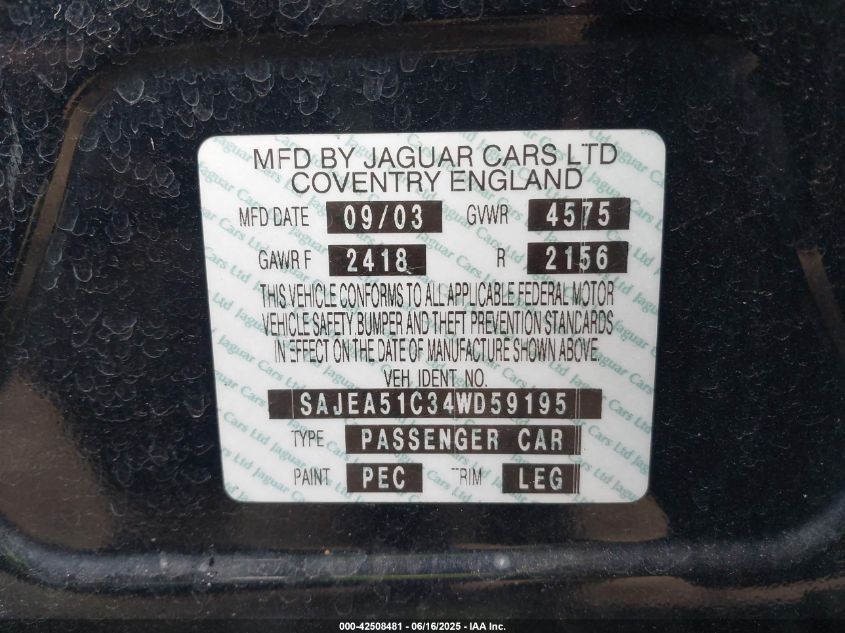 MFD BY JAGUAR CARS LTD
COVENTRY ENGLAND
MFD DATE 09/03 GVWR 4575
GAWR F 2418 R 2156
THIS VEHICLE CONFORMS TO ALL APPLICABLE FEDERAL MOTOR
VEHICLE SAFETY BUMPER AND THEFT PREVENTION STANDARDS
IN EFFECT ON THE DATE OF MANUFACTURE SHOWN ABOVE.
VEH. IDENT. NO.
SAJEA51C34WD59195
TYPE PASSENGER CAR
PAINT PEC TRIM LEG
000-42508481 - 06/16/2025 - IAA Inc.